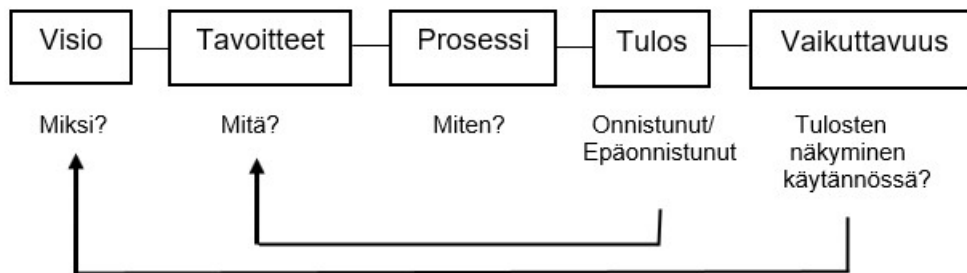 Visio
Tavoitteet
Prosessi
Tulos
Vaikuttavuus
Miksi?
Mitä?
Miten?
Onnistunut/
Epäonnistunut
Tulosten
näkyminen
käytännössä?